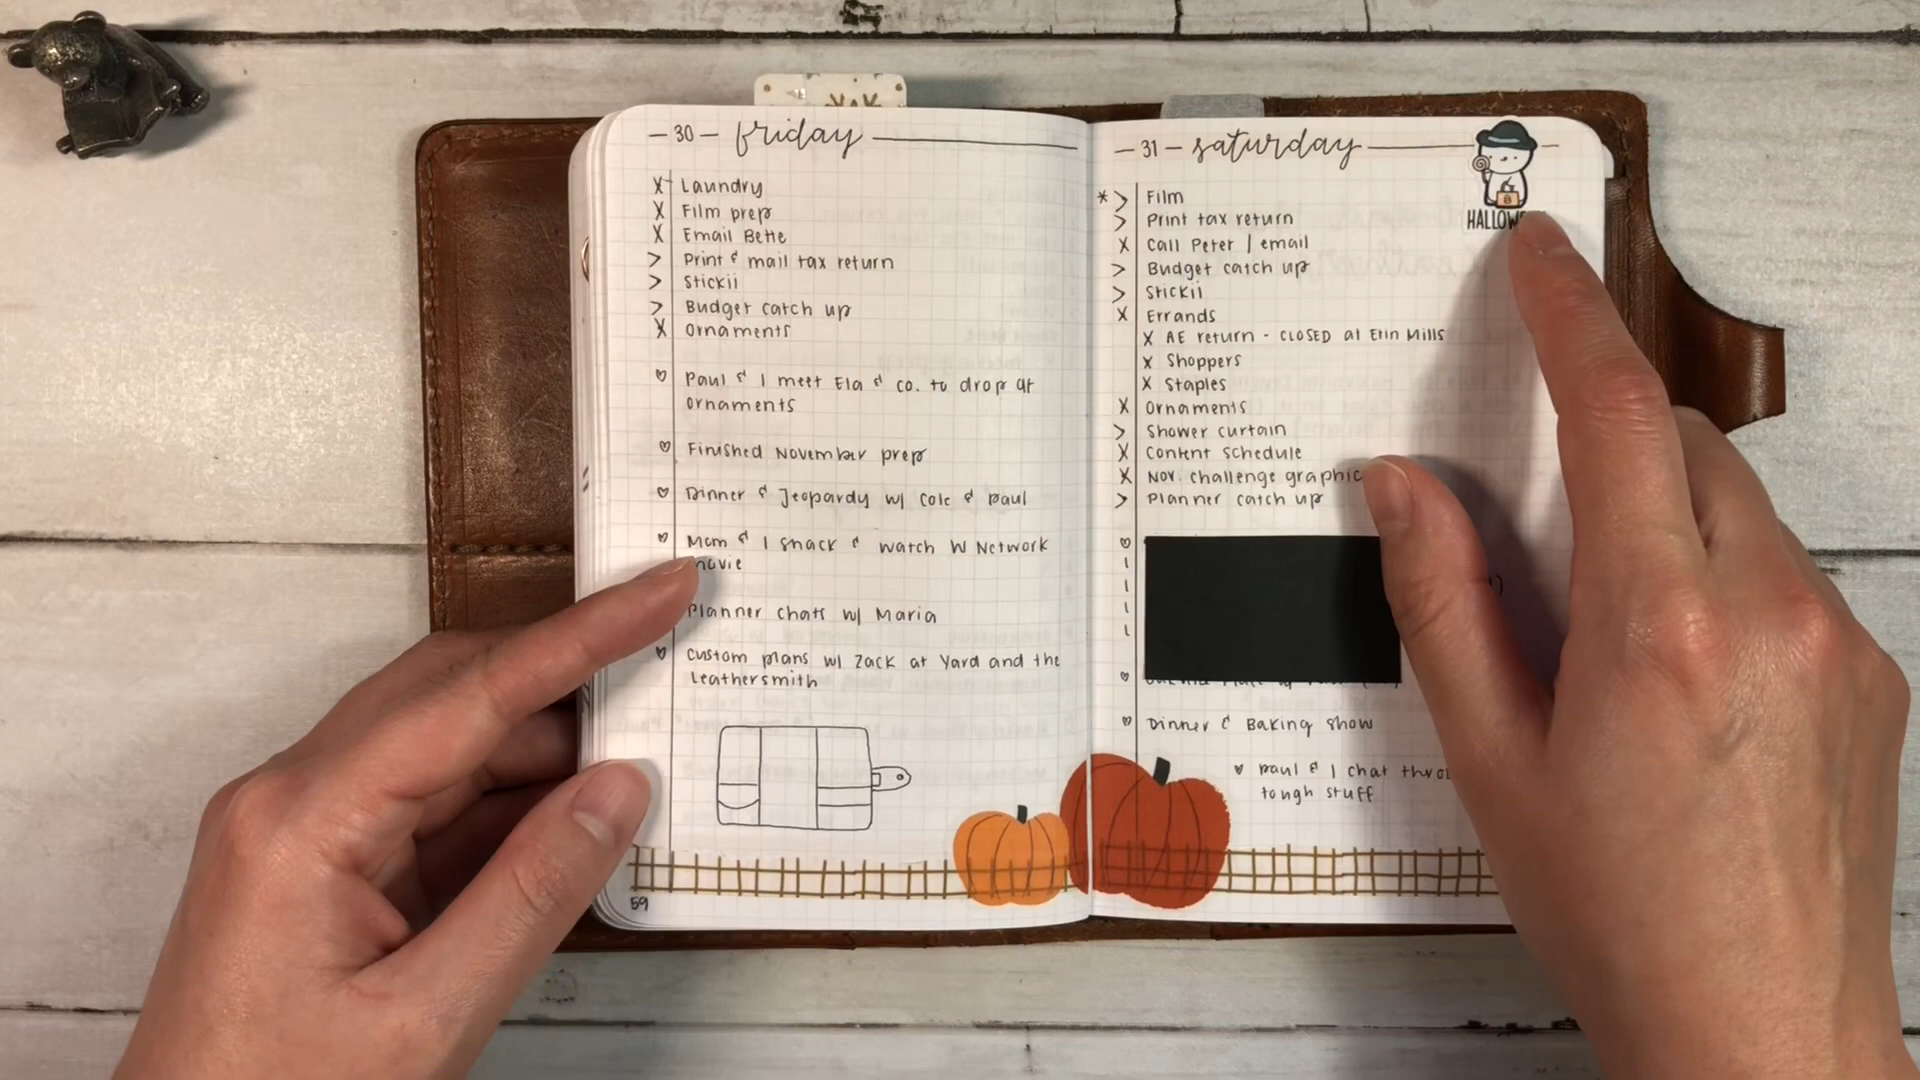 — 30 — friday
X Laundry
X Film prep
X Email Bette
> Print & mail tax return
> Stickii
> Budget catch up
X Ornaments
♡ Paul & I meet Ela & co. to drop off
ornaments
♡ Finished November prep
♡ Dinner & Jeopardy w/ Cole & Paul
♡ Mom & I snack & watch W Network
movie
Planner chats w/ Maria
♡ Custom plans w/ Zack at Yard and the
Leathersmith
59
— 31 — saturday
HALLOW
* > Film
> Print tax return
X Call Peter / email
> Budget catch up
> Stickii
X Errands
X AE return - CLOSED at Erin Mills
X Shoppers
X Staples
X Ornaments
> Shower curtain
X Content schedule
X Nov. challenge graphic
> Planner catch up
♡ Dinner & Baking show
♥ Paul & I chat
tough stuff